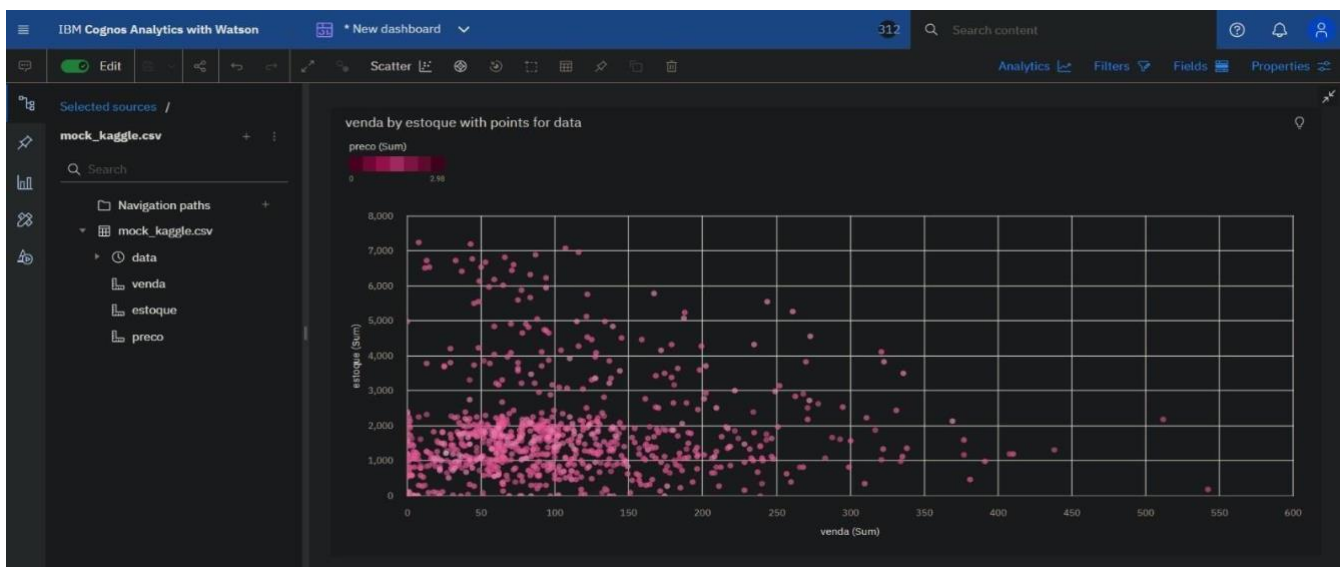 IBM Cognos Analytics with Watson
* New dashboard
312
Search content
Edit
Scatter
Analytics
Filters
Fields
Properties
Selected sources /
mock_kaggle.csv
Search
Navigation paths
mock_kaggle.csv
data
venda
estoque
preco
venda by estoque with points for data
preco (Sum)
0 2.98
8,000
7,000
6,000
5,000
4,000
3,000
2,000
1,000
0
estoque (Sum)
0 50 100 150 200 250 300 350 400 450 500 550 600
venda (Sum)